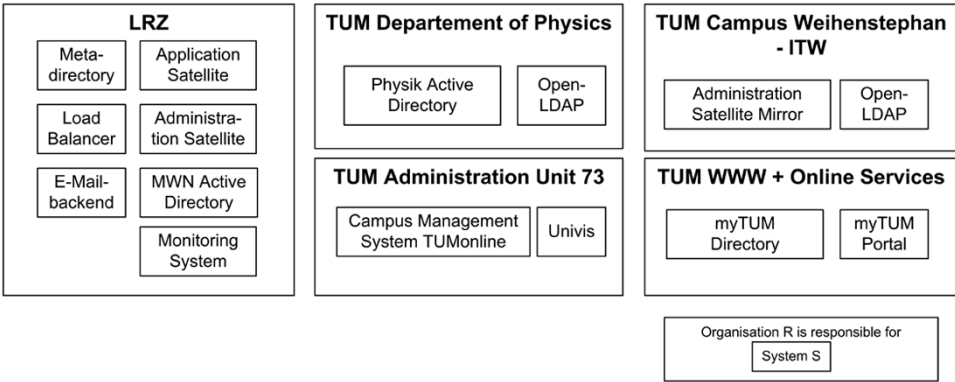 LRZ
Meta-
directory
Application
Satellite
Load
Balancer
Administra-
tion Satellite
E-Mail-
backend
MWN Active
Directory
Monitoring
System
TUM Departement of Physics
Physik Active
Directory
Open-
LDAP
TUM Campus Weihenstephan
- ITW
Administration
Satellite Mirror
Open-
LDAP
TUM Administration Unit 73
Campus Management
System TUMonline
Univis
TUM WWW + Online Services
myTUM
Directory
myTUM
Portal
Organisation R is responsible for
System S